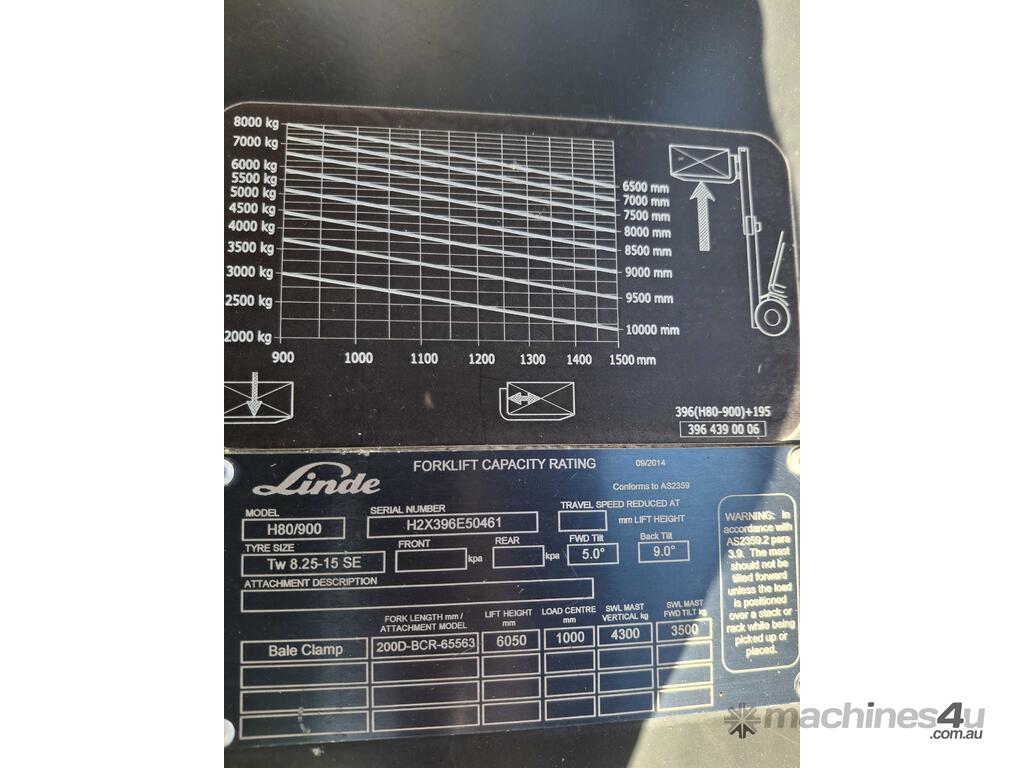 8000 kg
7000 kg
6000 kg
5500 kg
5000 kg
4500 kg
4000 kg
3500 kg
3000 kg
2500 kg
2000 kg
6500 mm
7000 mm
7500 mm
8000 mm
8500 mm
9000 mm
9500 mm
10000 mm
900 1000 1100 1200 1300 1400 1500 mm
396(H80-900)+195
396 439 00 06
Linde
FORKLIFT CAPACITY RATING 09/2014
Conforms to AS2359
MODEL
H80/900
SERIAL NUMBER
H2X396E50461
TRAVEL SPEED REDUCED AT
mm LIFT HEIGHT
TYRE SIZE
Tw 8.25-15 SE
FRONT
kpa
REAR
kpa
FWD Tilt
5.0°
Back Tilt
9.0°
ATTACHMENT DESCRIPTION
FORK LENGTH mm /
ATTACHMENT MODEL
LIFT HEIGHT
mm
LOAD CENTRE
mm
SWL MAST
VERTICAL kg
SWL MAST
FWD TILT kg
Bale Clamp 200D-BCR-65563 6050 1000 4300 3500
WARNING: In
accordance with
AS2359.2 para
3.9. The mast
should not be
tilted forward
unless the load
is positioned
over a stack or
rack while being
picked up or
placed.
machines4u
.com.au